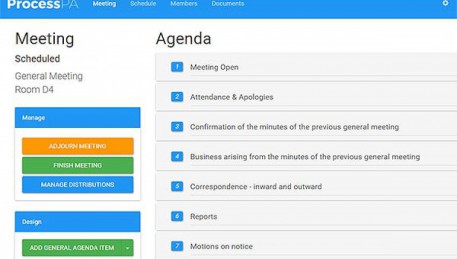 ProcessPA Meeting Schedule Members Documents
Meeting
Scheduled
General Meeting
Room D4
Manage
ADJOURN MEETING
FINISH MEETING
MANAGE DISTRIBUTIONS
Design
ADD GENERAL AGENDA ITEM
Agenda
1 Meeting Open
2 Attendance & Apologies
3 Confirmation of the minutes of the previous general meeting
4 Business arising from the minutes of the previous general meeting
5 Correspondence - inward and outward
6 Reports
7 Motions on notice